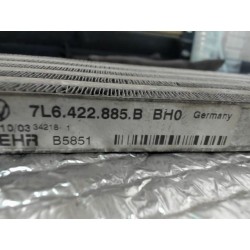 7L6.422.885.B BH0 Germany
10/03 34218- 1
EHR B5851